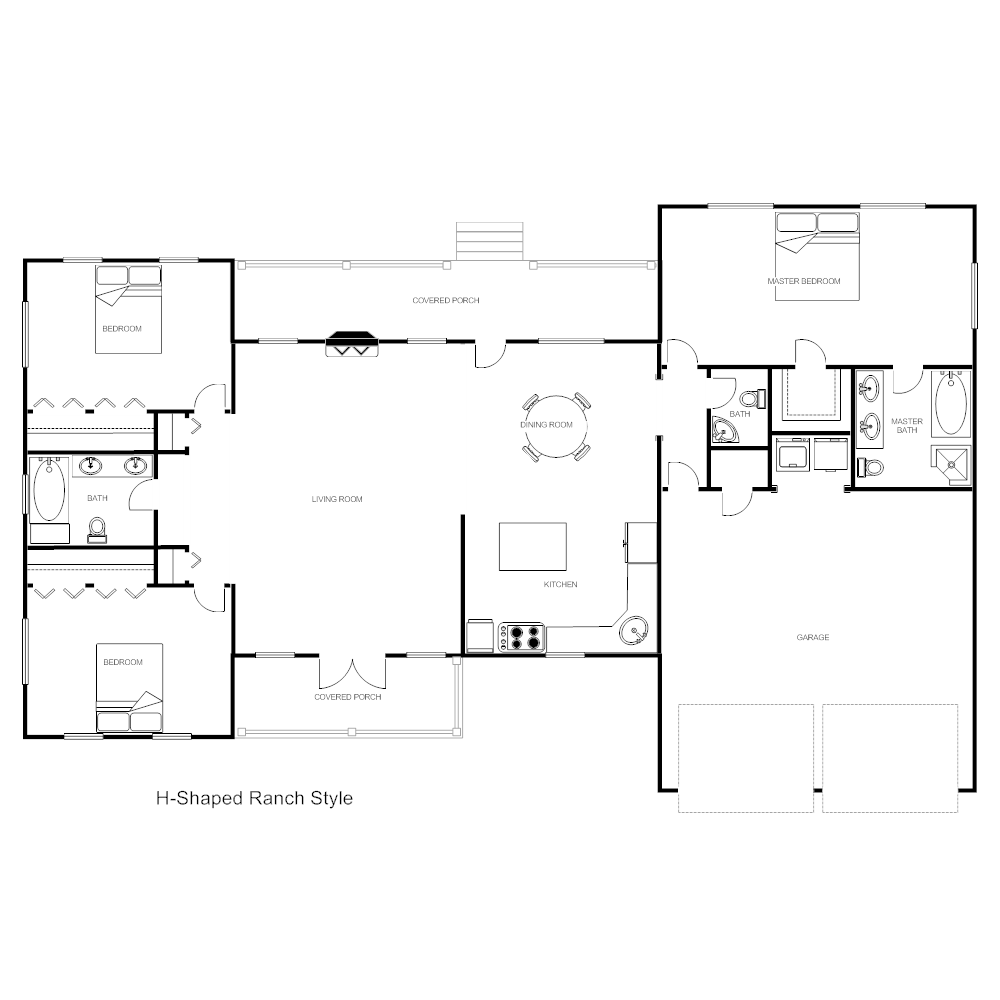 MASTER BEDROOM
COVERED PORCH
BEDROOM
BATH
MASTER
BATH
DINING ROOM
LIVING ROOM
BATH
KITCHEN
GARAGE
BEDROOM
COVERED PORCH
H-Shaped Ranch Style